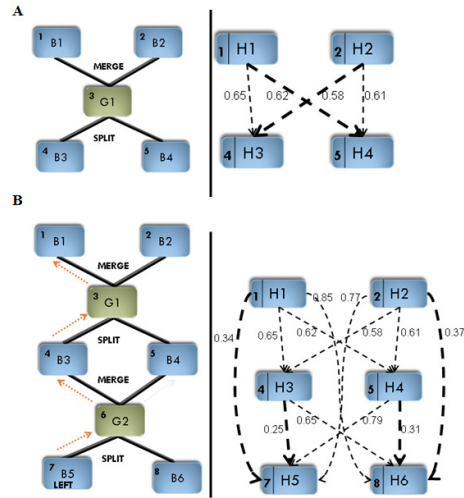 A
1 B1
2 B2
MERGE
3 G1
SPLIT
4 B3
5 B4
1 H1
2 H2
0.65 0.62 0.58 0.61
4 H3
5 H4
B
1 B1
2 B2
MERGE
3 G1
SPLIT
4 B3
5 B4
MERGE
6 G2
SPLIT
7 B5
LEFT
8 B6
1 H1
0.85 0.77
2 H2
0.34 0.65 0.62 0.58 0.61 0.37
4 H3
5 H4
0.25 0.65 0.79 0.31
7 H5
8 H6